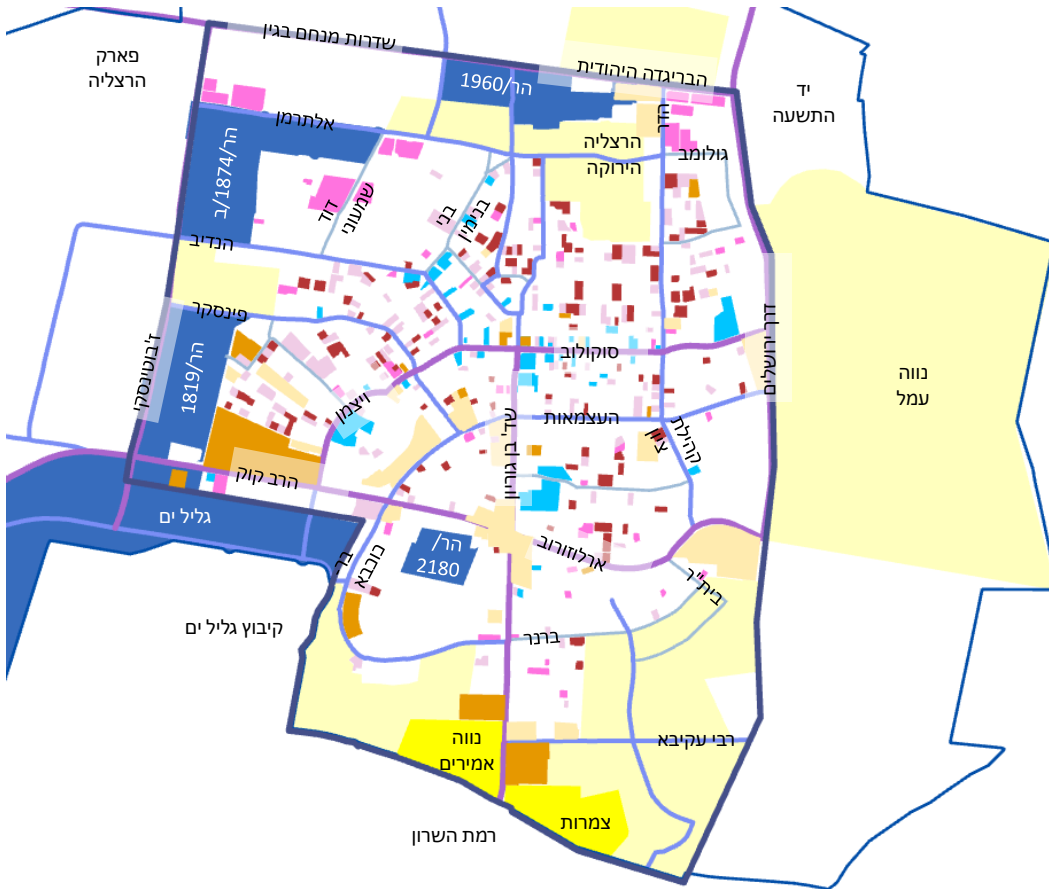 שדרות מנחם בגין
פארק
הרצליה
הבריגדה היהודית
הר/1960
יד
התשעה
הדר
אלתרמן
הרצליה
הירוקה
גולומב
הר/1874/ב
דוד
שמעוני
בני
בנימין
הנדיב
פינסקר
ז'בוטינסקי
הר/1819
דרך ירושלים
סוקולוב
נווה
עמל
ויצמן
העצמאות
שד' בן גוריון
קהילת
ציון
הרב קוק
גליל ים
הר/
2180
ארלוזורוב
בר
כוכבא
בית"ר
קיבוץ גליל ים
ברנר
נווה
אמירים
רבי עקיבא
צמרות
רמת השרון